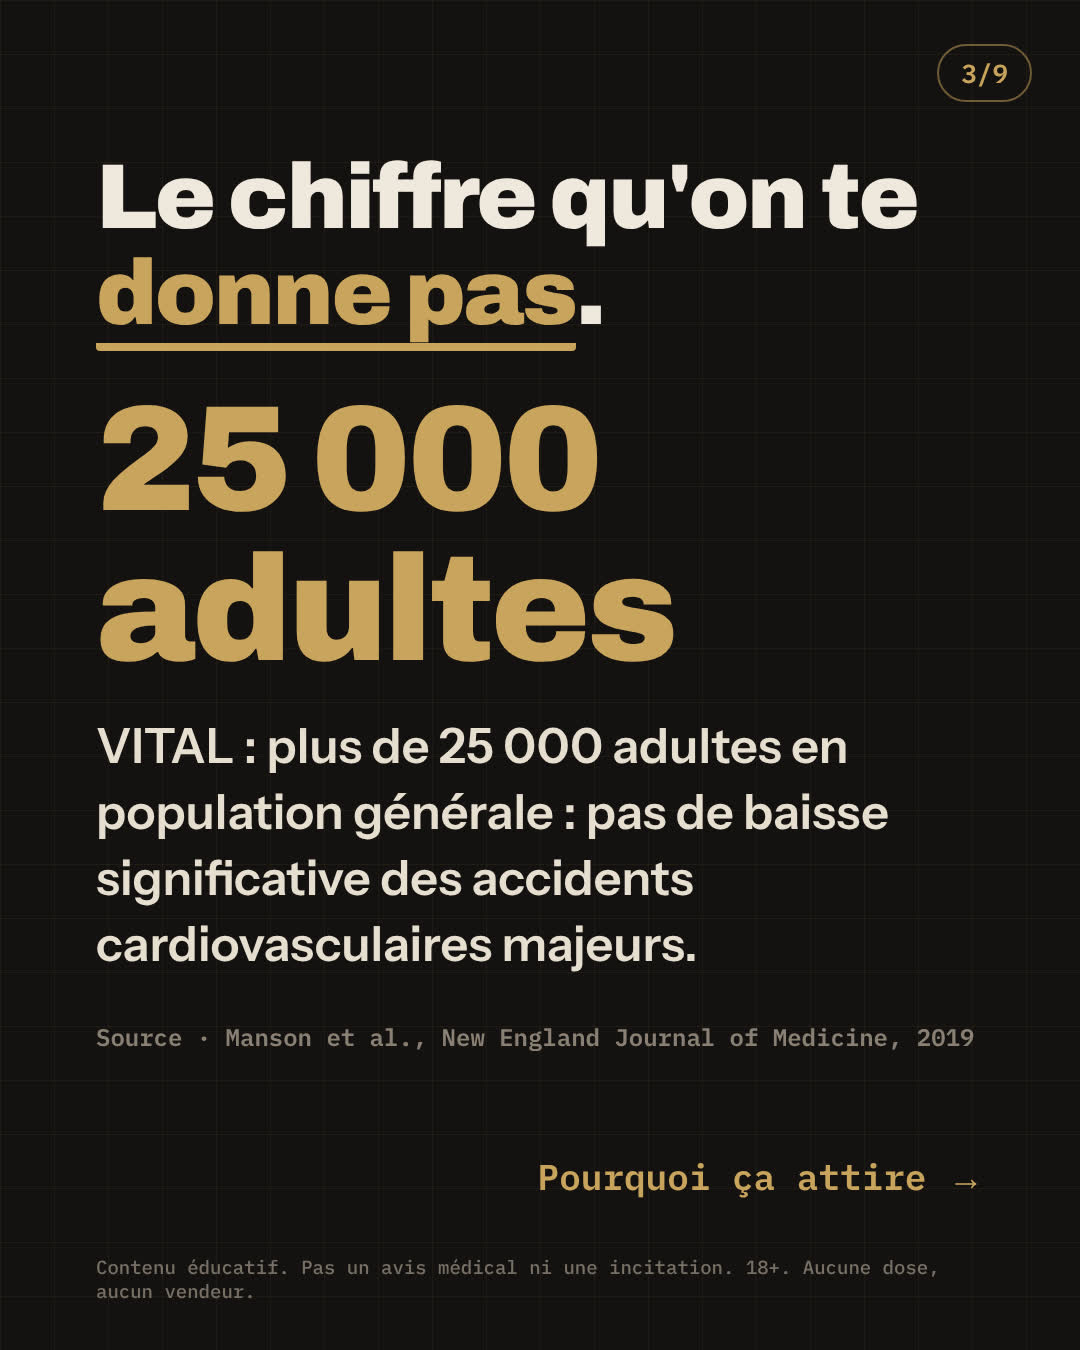 3/9
Le chiffre qu'on te
donne pas.
25 000
adultes
VITAL : plus de 25 000 adultes en
population générale : pas de baisse
significative des accidents
cardiovasculaires majeurs.
Source · Manson et al., New England Journal of Medicine, 2019
Pourquoi ça attire →
Contenu éducatif. Pas un avis médical ni une incitation. 18+. Aucune dose,
aucun vendeur.